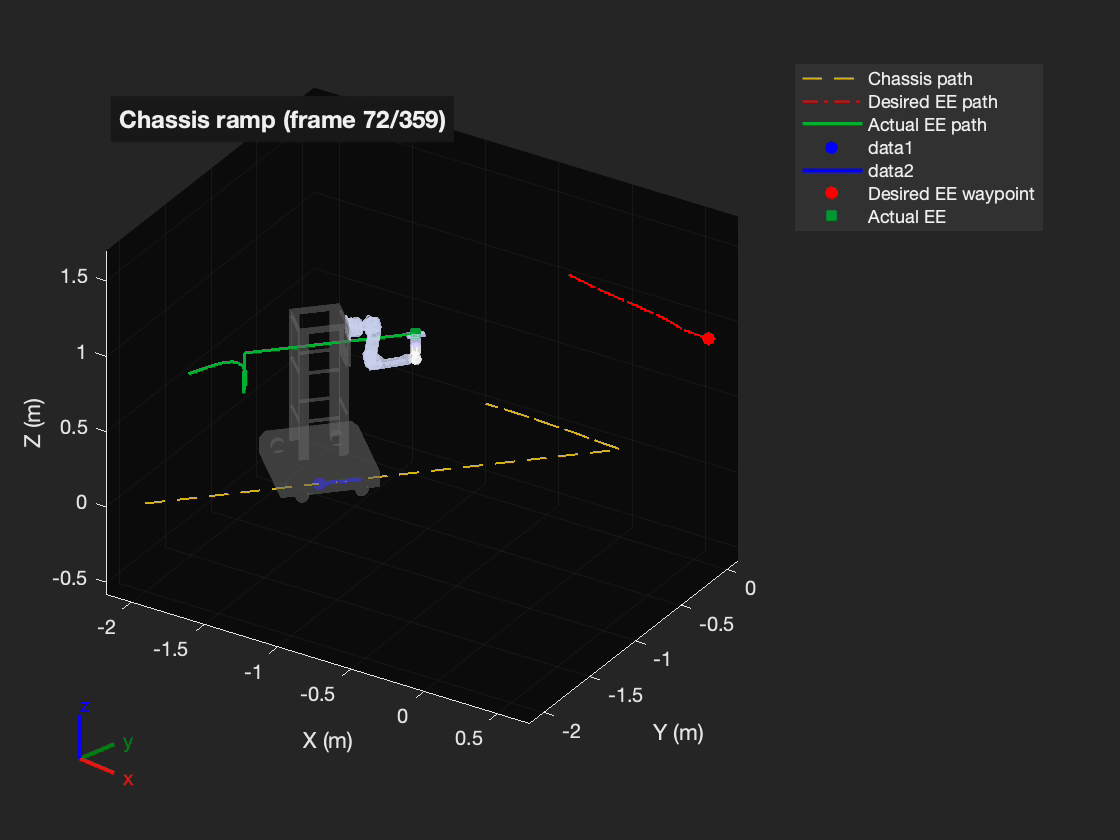 Chassis ramp (frame 72/359)
Chassis path
Desired EE path
Actual EE path
data1
data2
Desired EE waypoint
Actual EE
1.5
1
0.5
0
-0.5
Z (m)
-2
-1.5
-1
-0.5
0
0.5
X (m)
0
-0.5
-1
-1.5
-2
Y (m)
z
y
x